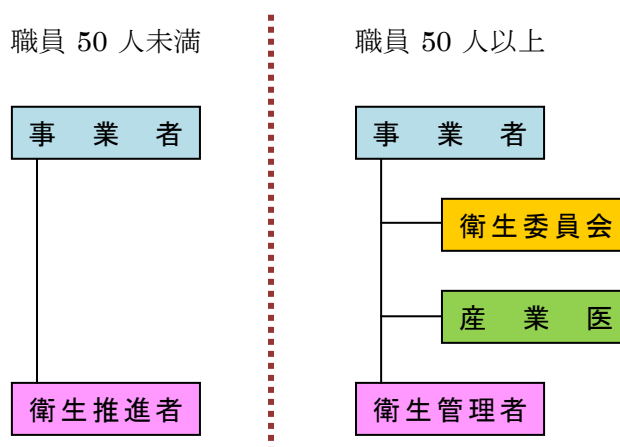 職員 50 人未満
事業者
衛生推進者
職員 50 人以上
事業者
衛生委員会
産業医
衛生管理者